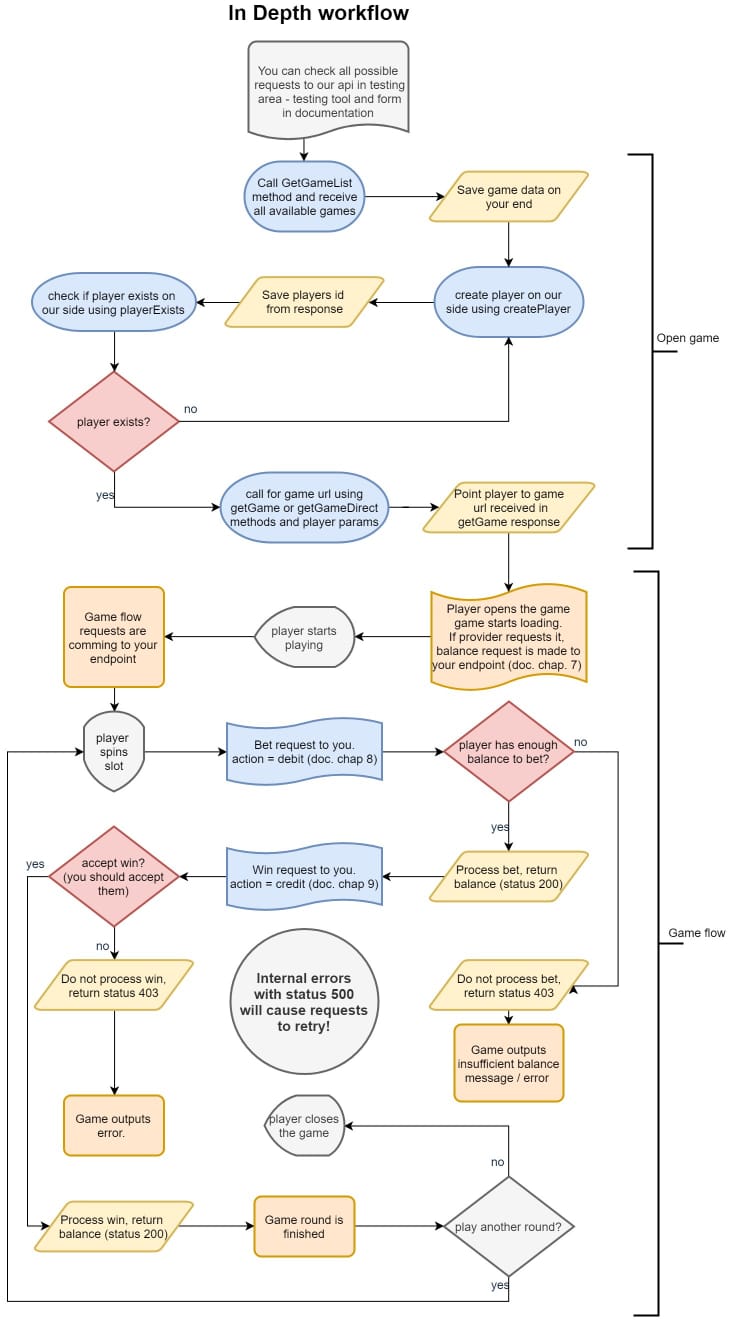 In Depth workflow
You can check all possible
requests to our api in testing
area - testing tool and form
in documentation
Call GetGameList
method and receive
all available games
Save game data on
your end
check if player exists on
our side using playerExists
Save players id
from response
create player on our
side using createPlayer
Open game
player exists?
no
yes
call for game url using
getGame or getGameDirect
methods and player params
Point player to game
url received in
getGame response
Game flow
requests are
comming to your
endpoint
player starts
playing
Player opens the game
game starts loading.
If provider requests it,
balance request is made to
your endpoint (doc. chap. 7)
player
spins
slot
Bet request to you.
action = debit (doc. chap 8)
player has enough
balance to bet?
no
yes
yes
accept win?
(you should accept
them)
Win request to you.
action = credit (doc. chap 9)
Process bet, return
balance (status 200)
Game flow
no
Do not process win,
return status 403
Internal errors
with status 500
will cause requests
to retry!
Do not process bet,
return status 403
Game outputs
insufficient balance
message / error
Game outputs
error.
player closes
the game
no
Process win, return
balance (status 200)
Game round is
finished
play another round?
yes